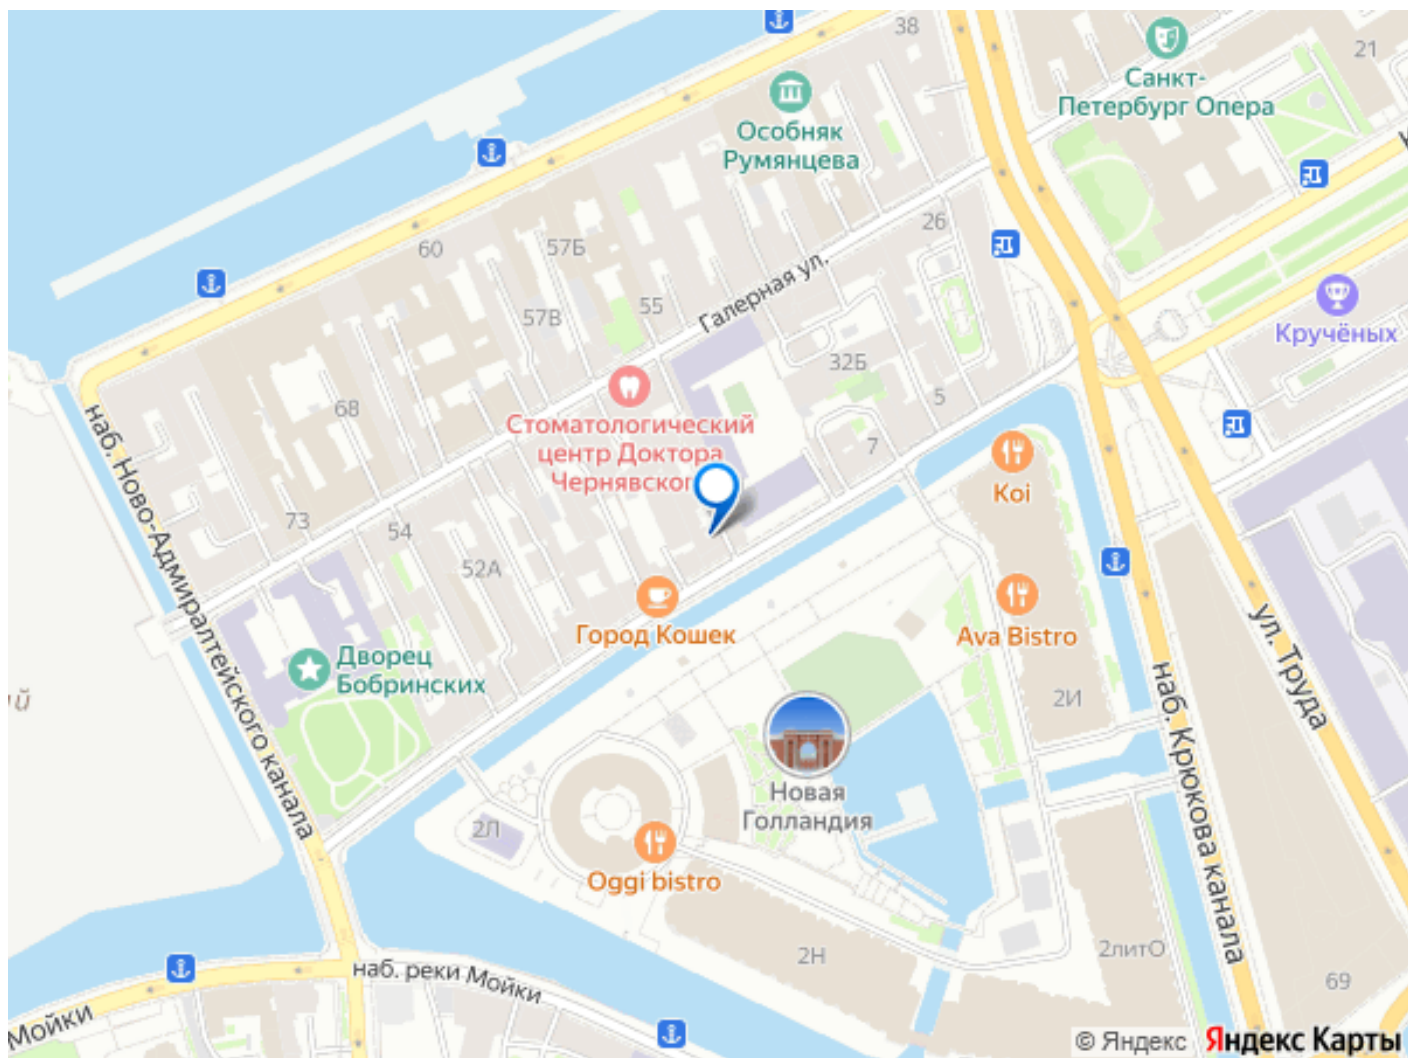 38
21
Санкт-
Петербург Опера
Особняк
Румянцева
26
60
57Б
55
57В
Галерная ул.
Кручёных
32Б
5
7
68
Стоматологический
центр Доктора
Чернявског
Koi
наб. Ново-Адмиралтейского канала
73
54
52А
Город Кошек
Ava Bistro
ул. Труда
Дворец
Бобринских
2И
наб. Крюкова канала
ий
Новая
Голландия
2Л
Oggi bistro
2Н
2литО
69
наб. реки Мойки
Мойки
© Яндекс
Яндекс Карты